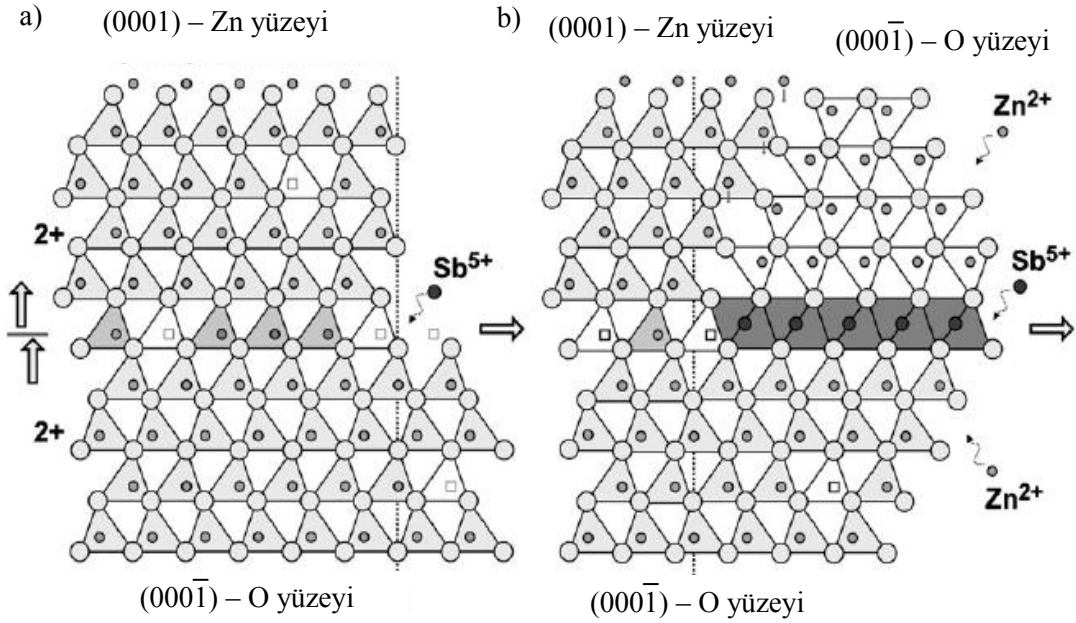 a)
(0001) – Zn yüzeyi
2+
Sb5+
2+
(0001̅) – O yüzeyi
b)
(0001) – Zn yüzeyi
(0001̅) – O yüzeyi
Zn2+
Sb5+
Zn2+
(0001̅) – O yüzeyi